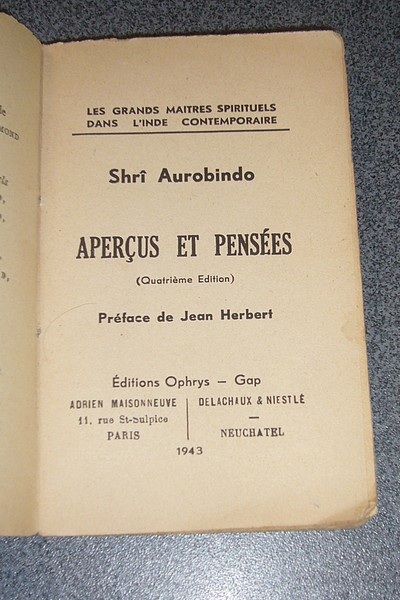 MOND
LES GRANDS MAITRES SPIRITUELS
DANS L'INDE CONTEMPORAINE
Shrî Aurobindo
APERÇUS ET PENSÉES
(Quatrième Edition)
Préface de Jean Herbert
Éditions Ophrys — Gap
ADRIEN MAISONNEUVE
11. rue St-Sulpice
PARIS
DELACHAUX & NIESTLÉ
—
NEUCHATEL
1943